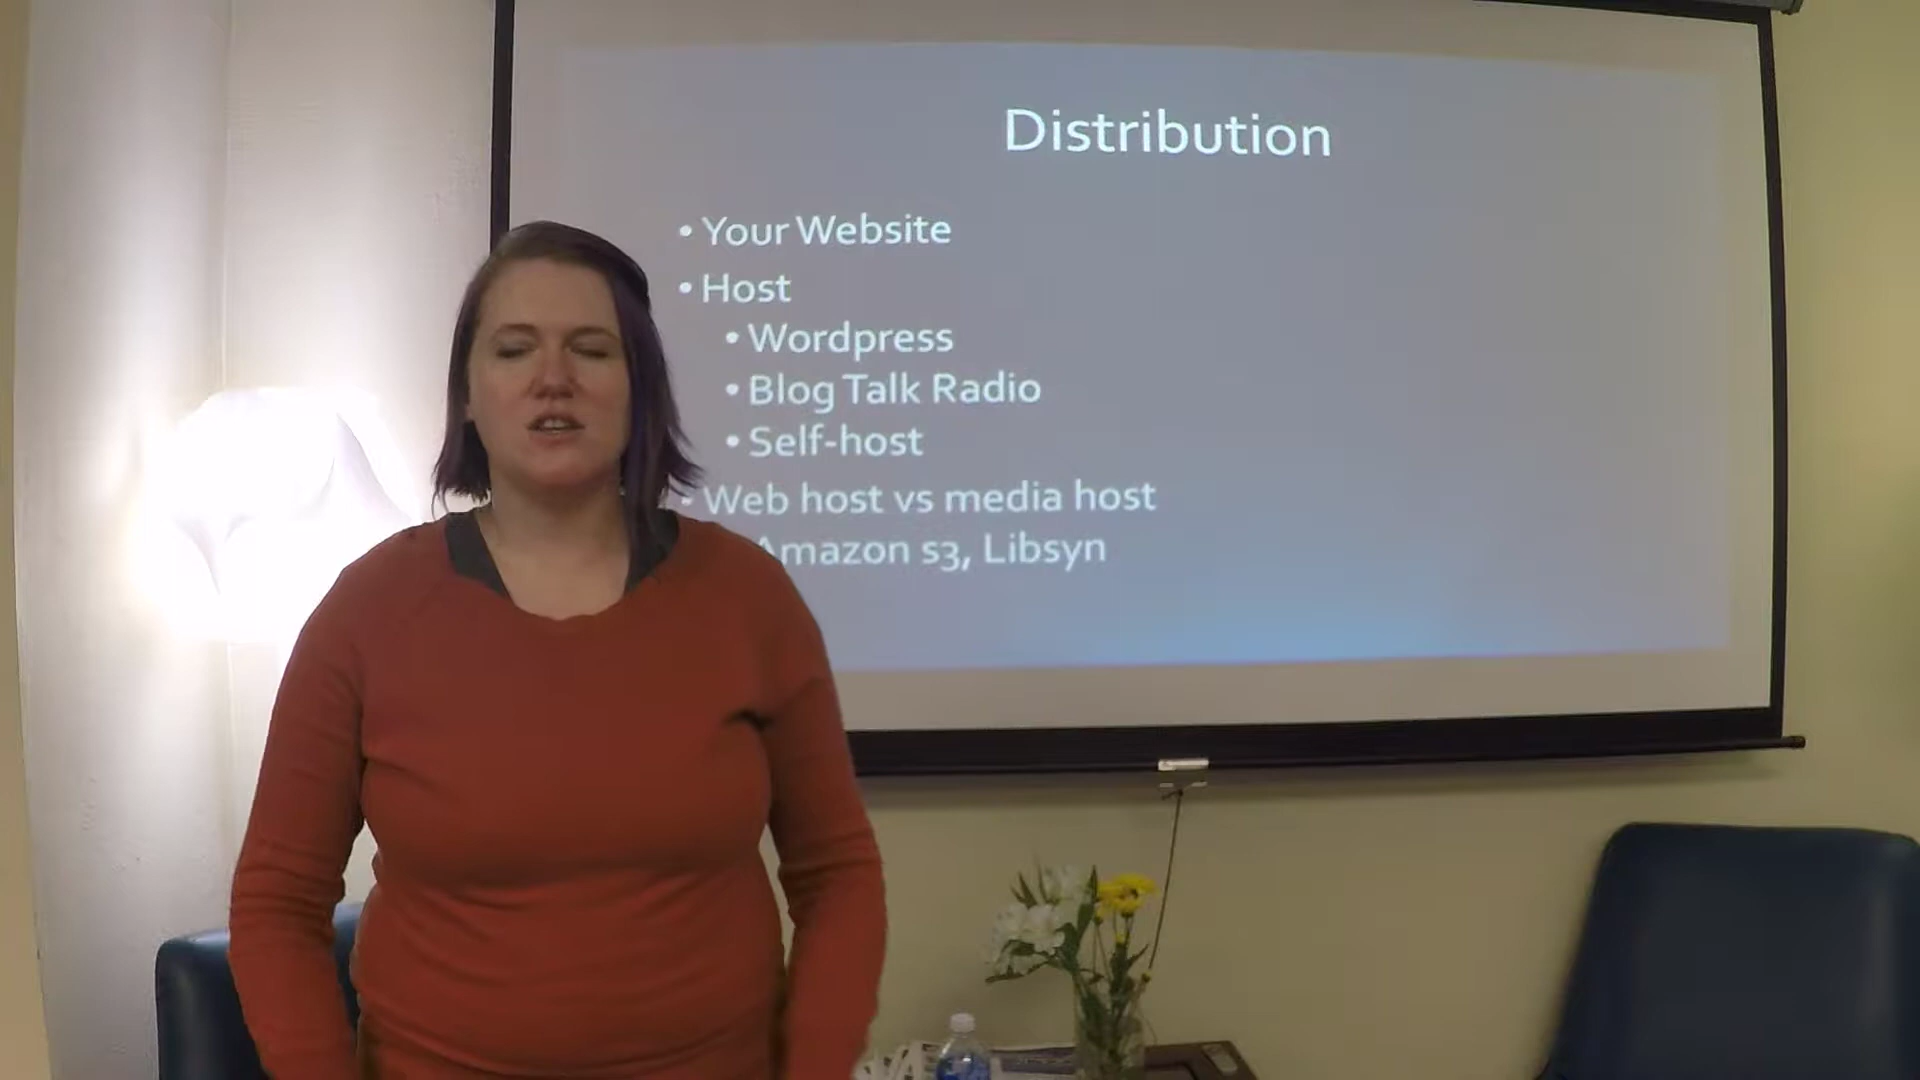 Distribution
• Your Website
• Host
• Wordpress
• Blog Talk Radio
• Self-host
• Web host vs media host
Amazon s3, Libsyn